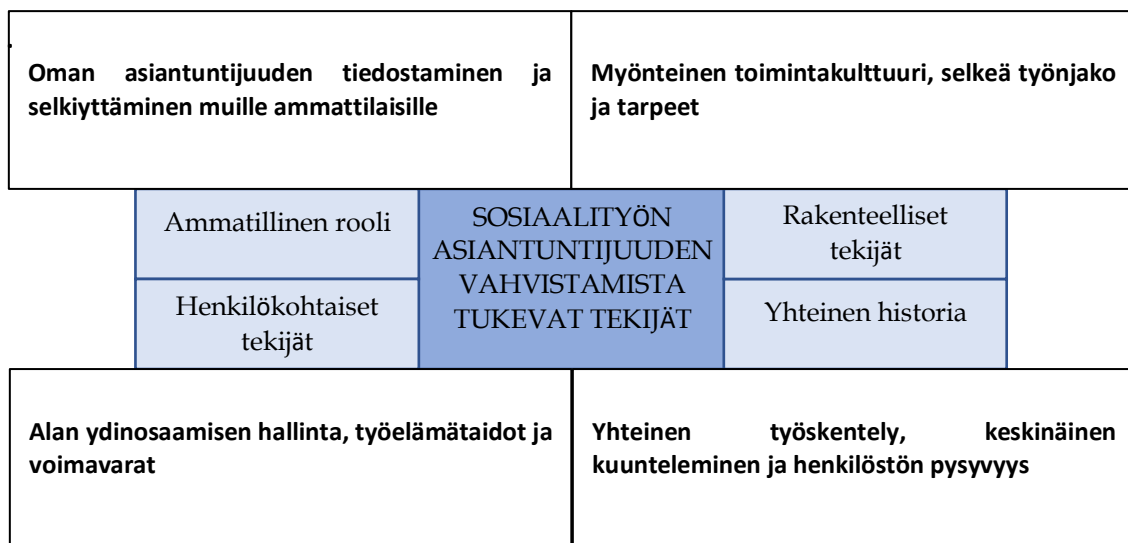 Oman asiantuntijuuden tiedostaminen ja
selkiyttäminen muille ammattilaisille
Myönteinen toimintakulttuuri, selkeä työnjako
ja tarpeet
Ammatillinen rooli
Henkilökohtaiset
tekijät
SOSIAALITYÖN
ASIANTUNTIJUUDEN
VAHVISTAMISTA
TUKEVAT TEKIJÄT
Rakenteelliset
tekijät
Yhteinen historia
Alan ydinosaamisen hallinta, työelämätaidot ja
voimavarat
Yhteinen työskentely, keskinäinen
kuunteleminen ja henkilöstön pysyvyys